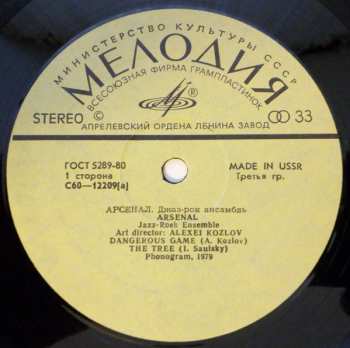 МИНИСТЕРСТВО КУЛЬТУРЫ СССР
МЕЛОДИЯ
ВСЕСОЮЗНАЯ ФИРМА ГРАМПЛАСТИНОК
®
STEREO © 33
АПРЕЛЕВСКИЙ ОРДЕНА ЛЕНИНА ЗАВОД
ГОСТ 5289-80 MADE IN USSR
1 сторона Третья гр.
С60—12209(а)
АРСЕНАЛ. Джаз-рок ансамбль
ARSENAL
Jazz-Rock Ensemble
Art director: ALEXEI KOZLOV
DANGEROUS GAME (A. Kozlov)
THE TREE (I. Saulsky)
Phonogram, 1979